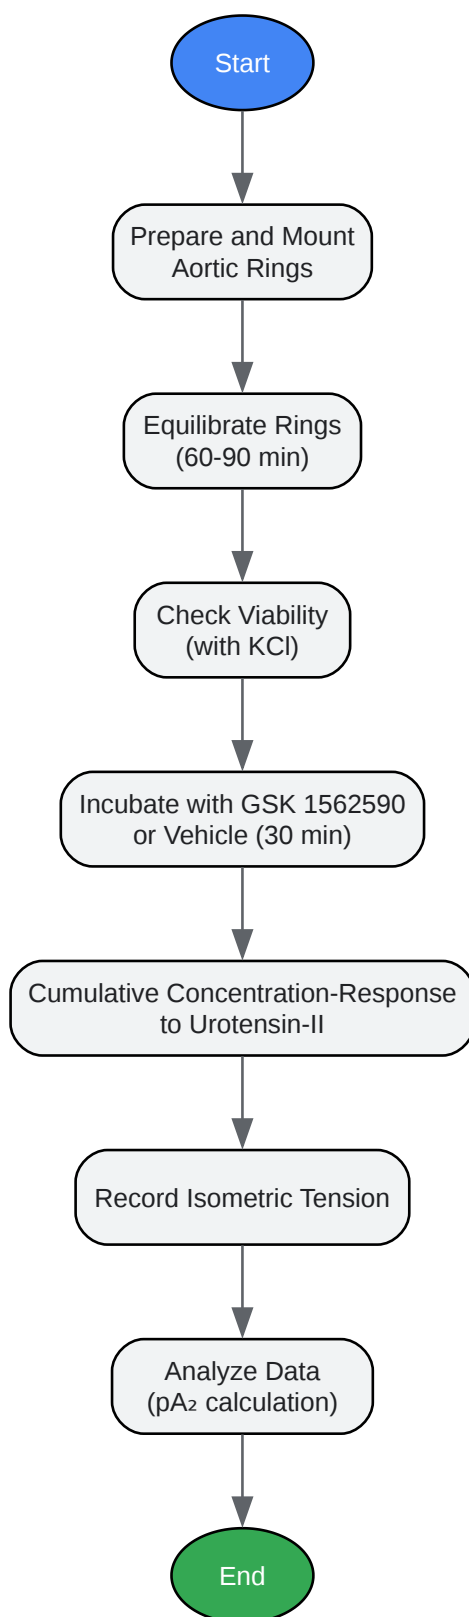 Start
Prepare and Mount
Aortic Rings
Equilibrate Rings
(60-90 min)
Check Viability
(with KCl)
Incubate with GSK 1562590
or Vehicle (30 min)
Cumulative Concentration-Response
to Urotensin-II
Record Isometric Tension
Analyze Data
(pA₂ calculation)
End